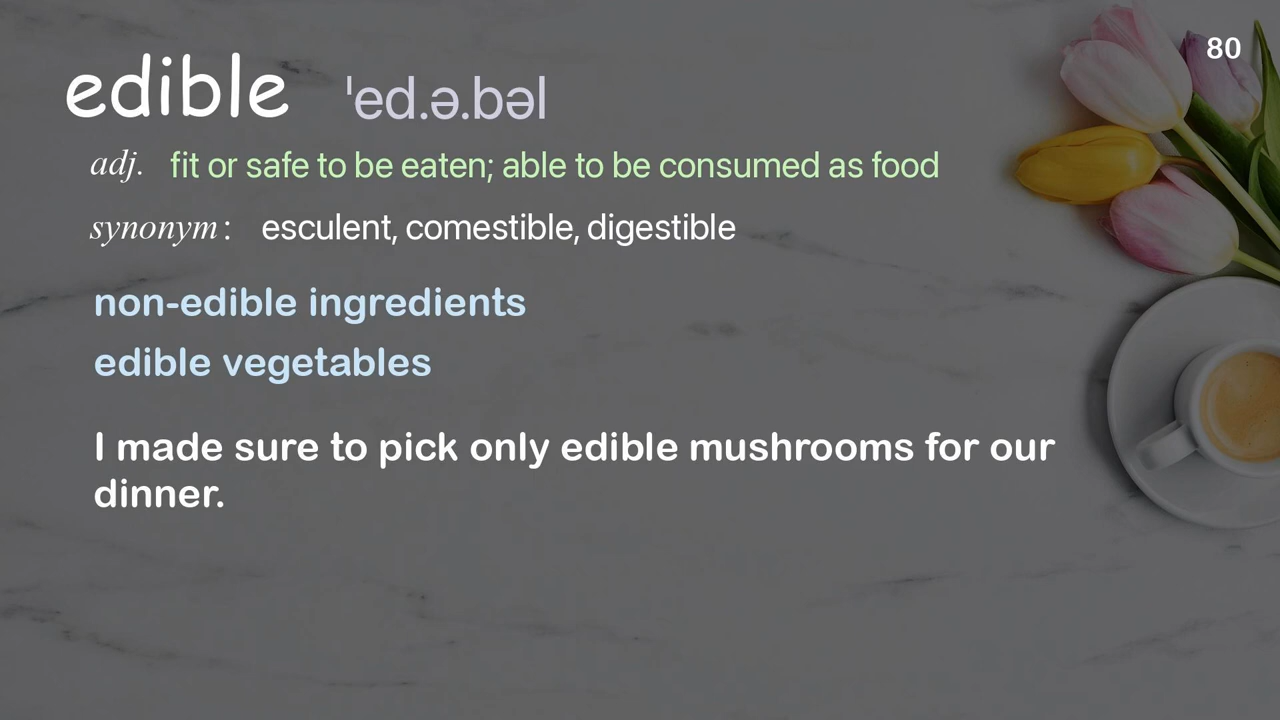 80
edible ˈed.ə.bəl
adj. fit or safe to be eaten; able to be consumed as food
synonym: esculent, comestible, digestible
non-edible ingredients
edible vegetables
I made sure to pick only edible mushrooms for our
dinner.